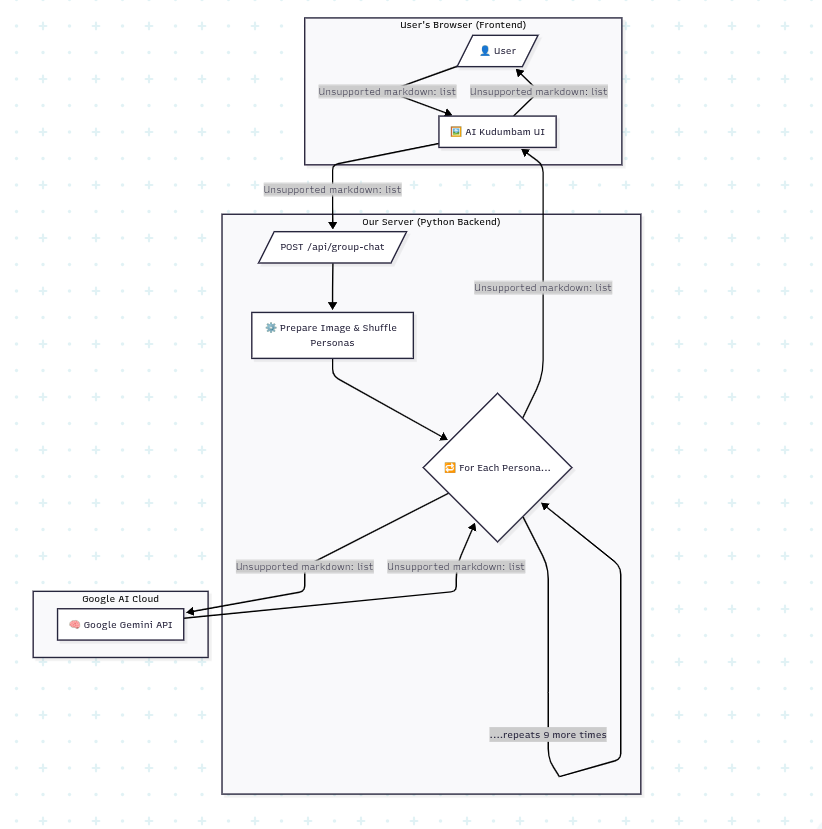 User's Browser (Frontend)
👤 User
Unsupported markdown: list
Unsupported markdown: list
🖼️ AI Kudumbam UI
Unsupported markdown: list
Our Server (Python Backend)
POST /api/group-chat
Unsupported markdown: list
⚙️ Prepare Image & Shuffle
Personas
🔁 For Each Persona...
Unsupported markdown: list
Unsupported markdown: list
Google AI Cloud
🧠 Google Gemini API
....repeats 9 more times